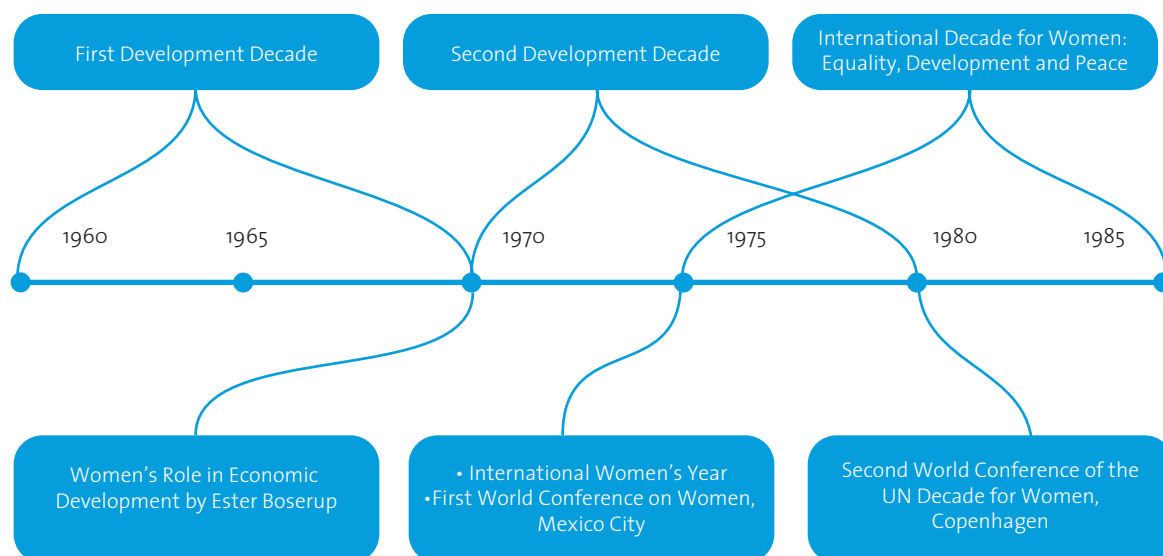 First Development Decade
Second Development Decade
International Decade for Women:
Equality, Development and Peace
1960
1965
1970
1975
1980
1985
Women’s Role in Economic
Development by Ester Boserup
• International Women’s Year
•First World Conference on Women,
Mexico City
Second World Conference of the
UN Decade for Women,
Copenhagen